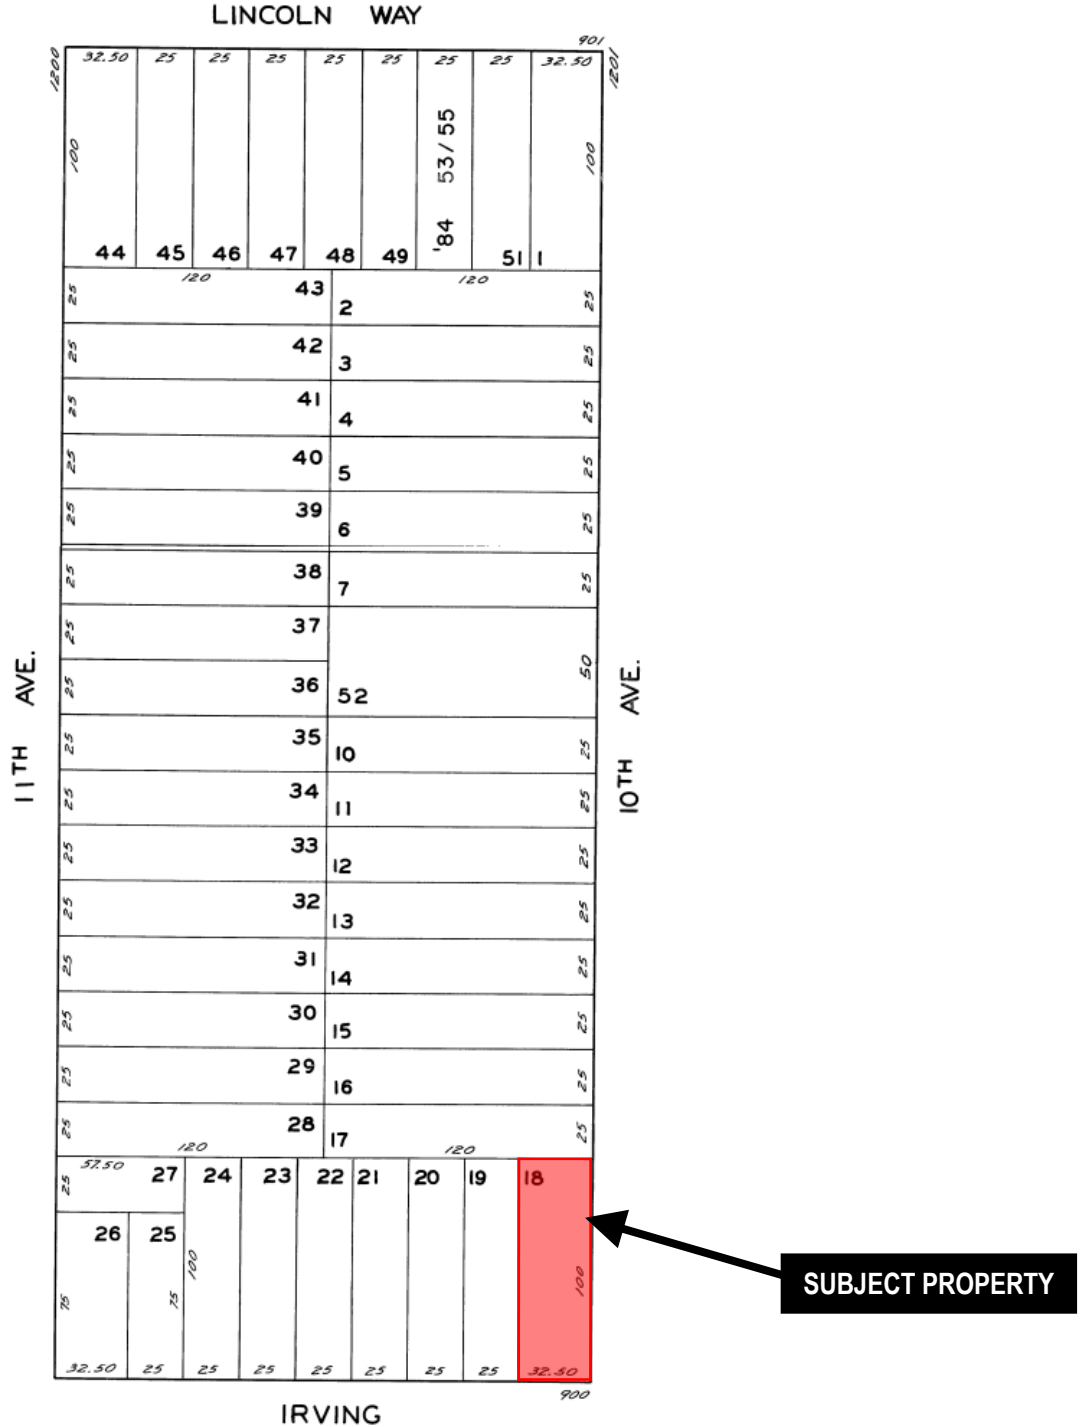 LINCOLN WAY
901
1200
1201
32.50 25 25 25 25 25 25 25 32.50
100
100
'84 53/55
44 45 46 47 48 49 51 1
120
120
25 43 2 25
25 42 3 25
25 41 4 25
25 40 5 25
25 39 6 25
25 38 7 25
25 37
50
25 36 52
25 35 10 25
25 34 11 25
25 33 12 25
25 32 13 25
25 31 14 25
25 30 15 25
25 29 16 25
25 28 17 25
120
120
11TH AVE.
10TH AVE.
57.50
25 27 24 23 22 21 20 19 18
26 25
100
100
75
75
32.50 25 25 25 25 25 25 25 32.50
900
IRVING
SUBJECT PROPERTY